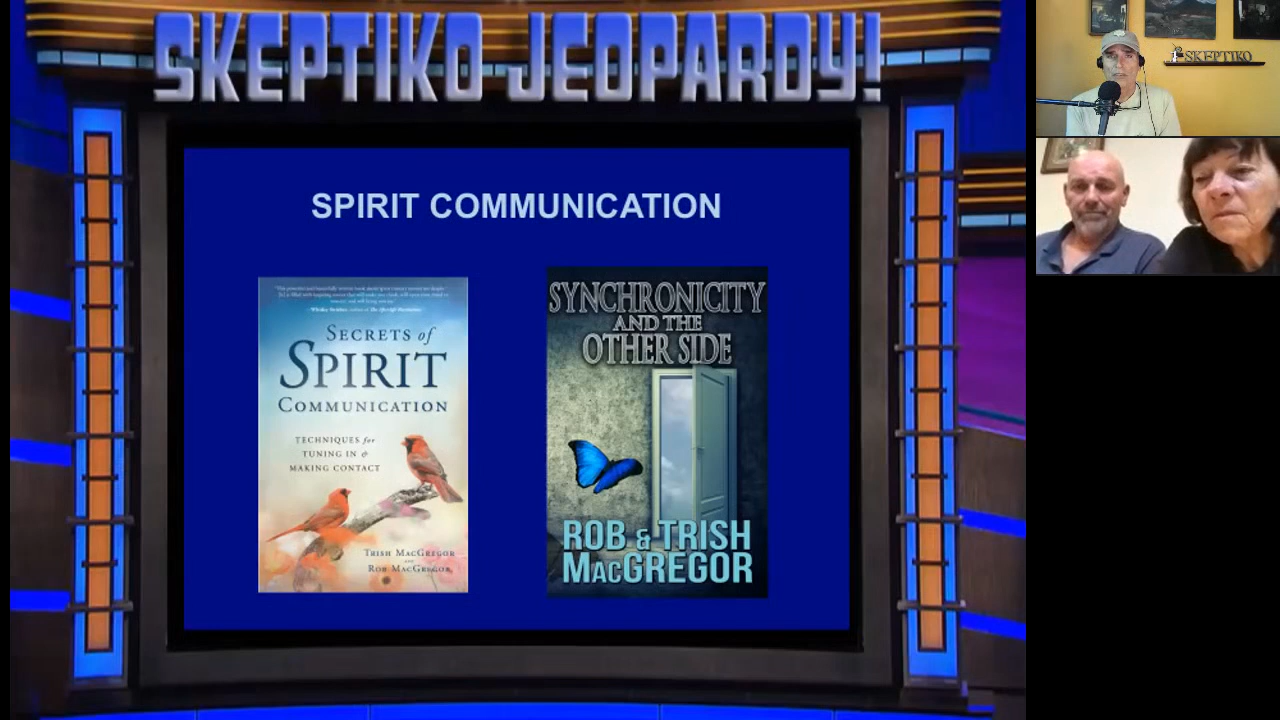 SKEPTIKO JEOPARDY!
SKEPTIKO
SPIRIT COMMUNICATION
SECRETS of
SPIRIT
COMMUNICATION
TECHNIQUES for
TUNING IN &
MAKING CONTACT
TRISH MACGREGOR
AND
ROB MACGREGOR
SYNCHRONICITY
AND THE
OTHER SIDE
ROB & TRISH
MACGREGOR